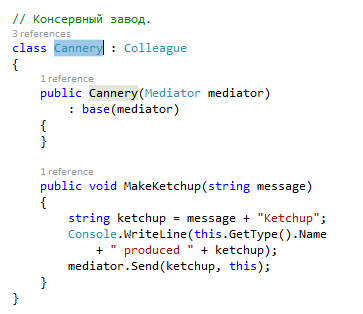 // Консервный завод.
3 references
class Cannery : Colleague
{
1 reference
public Cannery(Mediator mediator)
: base(mediator)
{
}
1 reference
public void MakeKetchup(string message)
{
string ketchup = message + "Ketchup";
Console.WriteLine(this.GetType().Name
+ " produced " + ketchup);
mediator.Send(ketchup, this);
}
}